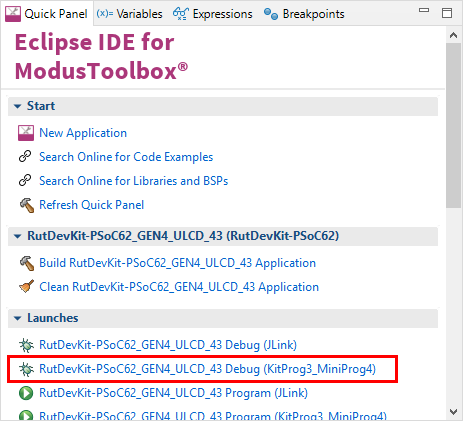 Quick Panel (x)= Variables Expressions Breakpoints
Eclipse IDE for
ModusToolbox®
Start
New Application
Search Online for Code Examples
Search Online for Libraries and BSPs
Refresh Quick Panel
RutDevKit-PSoC62_GEN4_ULCD_43 (RutDevKit-PSoC62)
Build RutDevKit-PSoC62_GEN4_ULCD_43 Application
Clean RutDevKit-PSoC62_GEN4_ULCD_43 Application
Launches
RutDevKit-PSoC62_GEN4_ULCD_43 Debug (JLink)
RutDevKit-PSoC62_GEN4_ULCD_43 Debug (KitProg3_MiniProg4)
RutDevKit-PSoC62_GEN4_ULCD_43 Program (JLink)
RutDevKit-PSoC62_GEN4_ULCD_43 Program (KitProg3_MiniProg4)